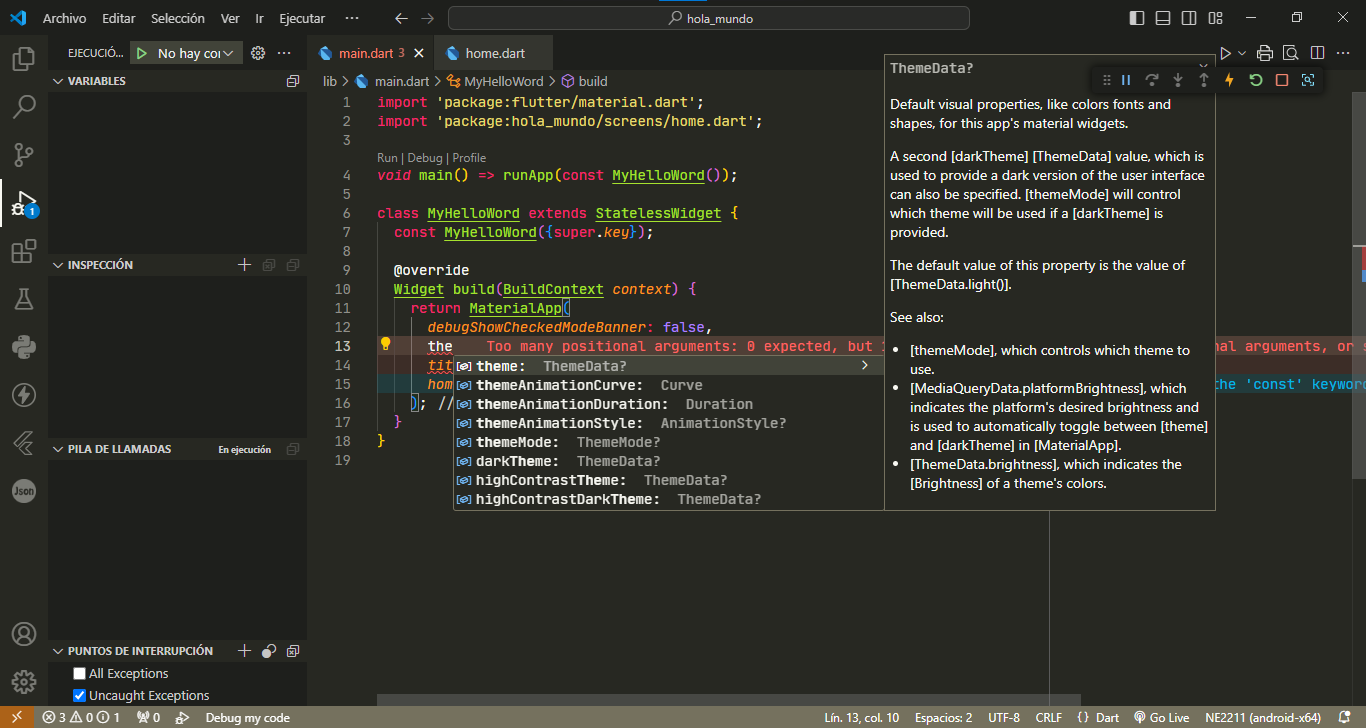 Archivo Editar Selección Ver Ir Ejecutar ··· hola_mundo
EJECUCIÓ... No hay cor
main.dart 3
home.dart
VARIABLES
INSPECCIÓN
PILA DE LLAMADAS En ejecución
PUNTOS DE INTERRUPCIÓN
All Exceptions
Uncaught Exceptions
1
Json
lib > main.dart > MyHelloWord > build
1 import 'package:flutter/material.dart';
2 import 'package:hola_mundo/screens/home.dart';
3
Run | Debug | Profile
4 void main() => runApp(const MyHelloWord());
5
6 class MyHelloWord extends StatelessWidget {
7 const MyHelloWord({super.key});
8
9 @override
10 Widget build(BuildContext context) {
11 return MaterialApp(
12 debugShowCheckedModeBanner: false,
13 the Too many positional arguments: 0 expected, but nal arguments, or s
14 tit
15 hom the 'const' keyword
16 ); //
17 }
18 }
19
theme: ThemeData?
themeAnimationCurve: Curve
themeAnimationDuration: Duration
themeAnimationStyle: AnimationStyle?
themeMode: ThemeMode?
darkTheme: ThemeData?
highContrastTheme: ThemeData?
highContrastDarkTheme: ThemeData?
ThemeData?
Default visual properties, like colors fonts and
shapes, for this app's material widgets.
A second [darkTheme] [ThemeData] value, which is
used to provide a dark version of the user interface
can also be specified. [themeMode] will control
which theme will be used if a [darkTheme] is
provided.
The default value of this property is the value of
[ThemeData.light()].
See also:
• [themeMode], which controls which theme to
use.
• [MediaQueryData.platformBrightness], which
indicates the platform's desired brightness and
is used to automatically toggle between [theme]
and [darkTheme] in [MaterialApp].
• [ThemeData.brightness], which indicates the
[Brightness] of a theme's colors.
3 0 1 0 Debug my code Lín. 13, col. 10 Espacios: 2 UTF-8 CRLF {} Dart Go Live NE2211 (android-x64)